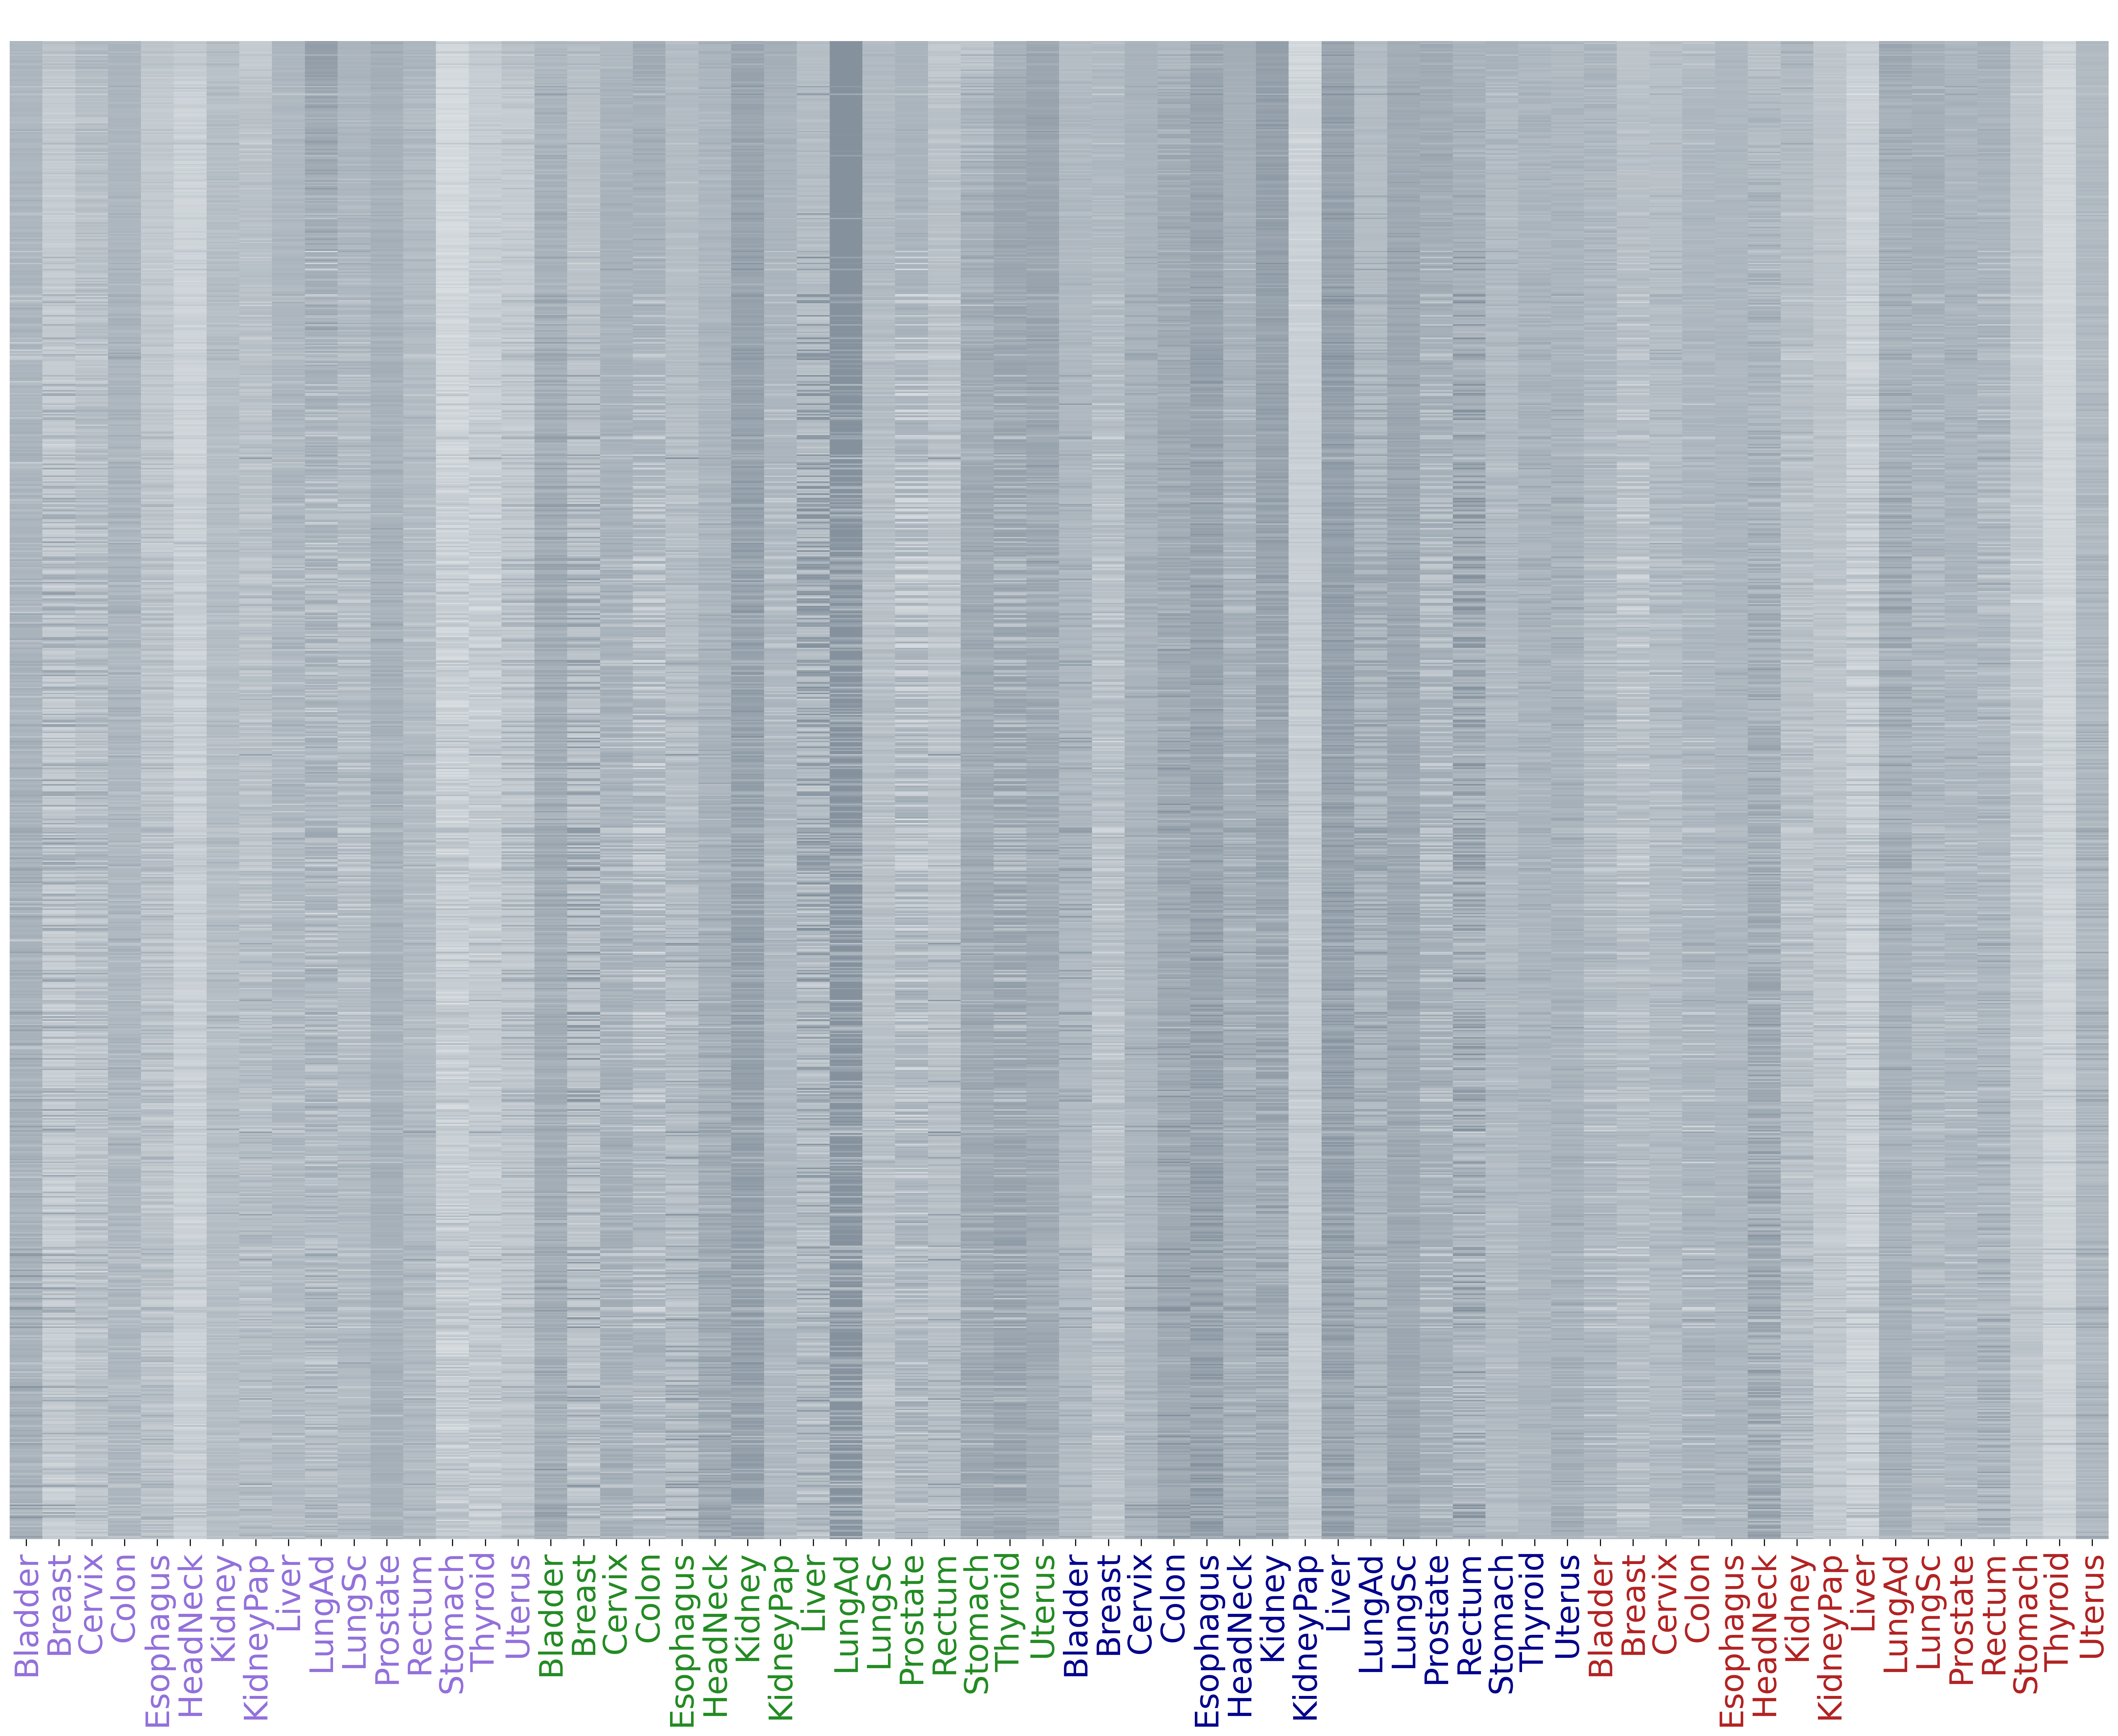 Bladder
Breast
Cervix
Colon
Esophagus
HeadNeck
Kidney
KidneyPap
Liver
LungAd
LungSc
Prostate
Rectum
Stomach
Thyroid
Uterus
Bladder
Breast
Cervix
Colon
Esophagus
HeadNeck
Kidney
KidneyPap
Liver
LungAd
LungSc
Prostate
Rectum
Stomach
Thyroid
Uterus
Bladder
Breast
Cervix
Colon
Esophagus
HeadNeck
Kidney
KidneyPap
Liver
LungAd
LungSc
Prostate
Rectum
Stomach
Thyroid
Uterus
Bladder
Breast
Cervix
Colon
Esophagus
HeadNeck
Kidney
KidneyPap
Liver
LungAd
LungSc
Prostate
Rectum
Stomach
Thyroid
Uterus